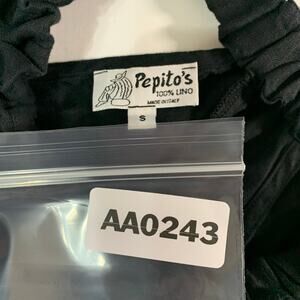 Pepito's
100% LINO
MADE IN ITALY
S
AA0243